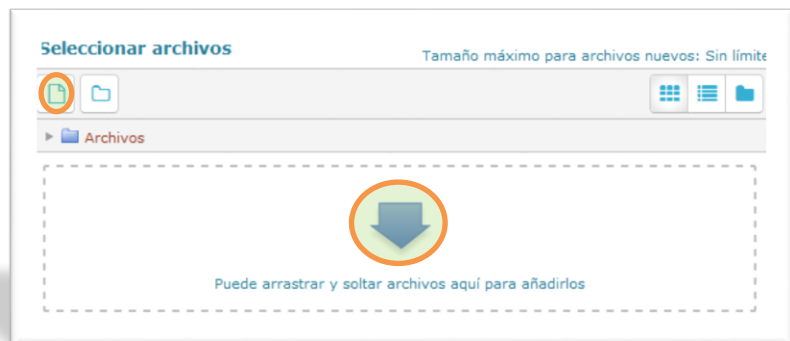 Seleccionar archivos
Tamaño máximo para archivos nuevos: Sin límite
Archivos
Puede arrastrar y soltar archivos aquí para añadirlos